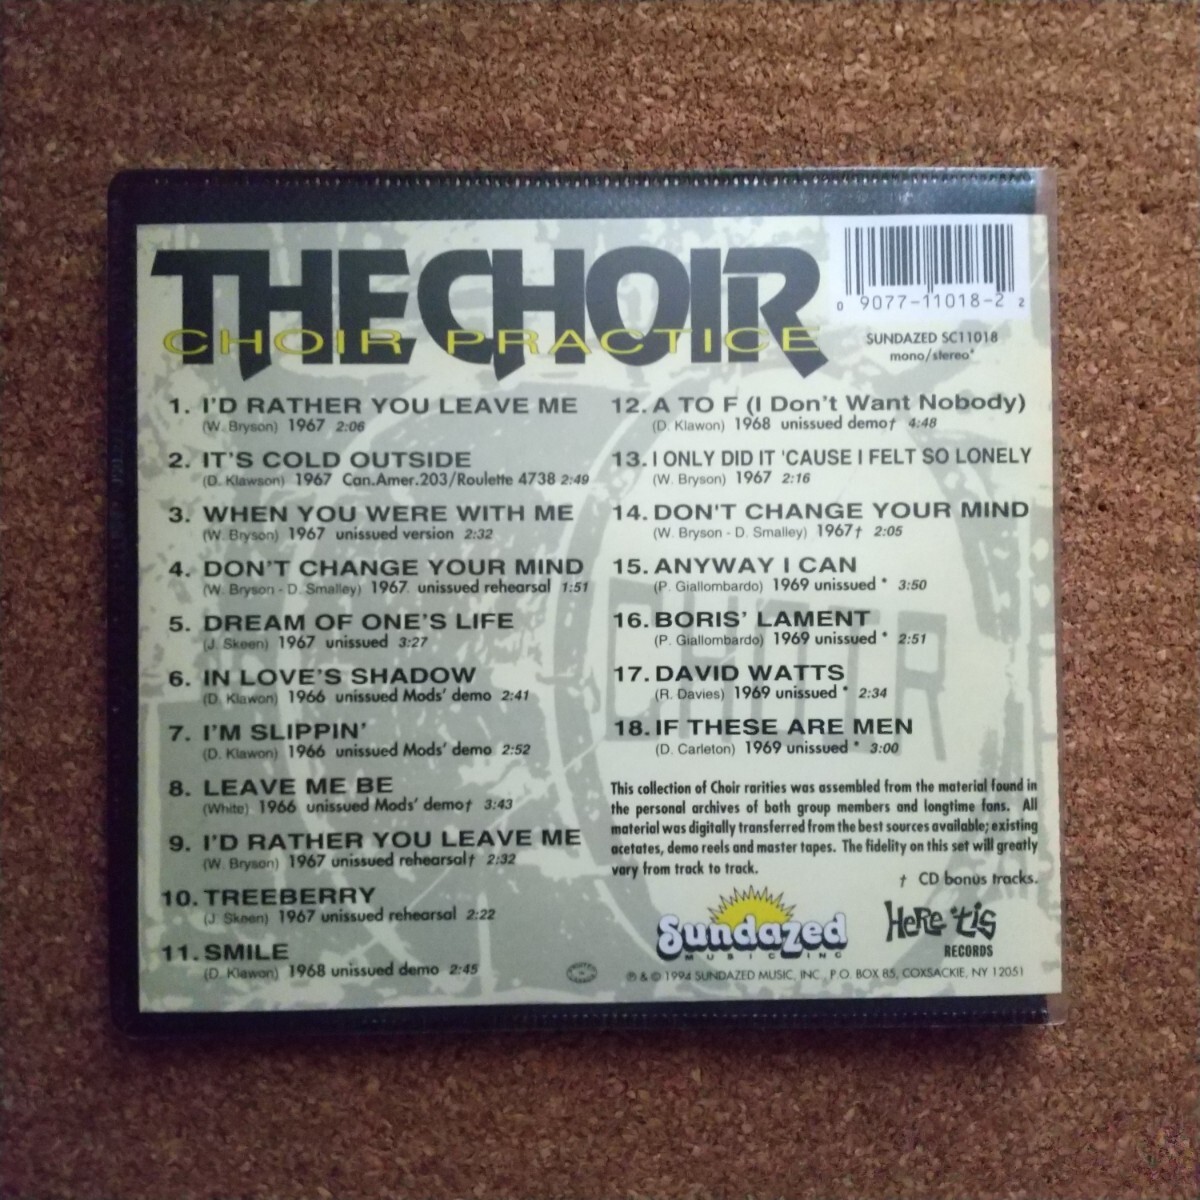 THE CHOIR
CHOIR PRACTICE
0 9077-11018-2 2
SUNDAZED SC11018
mono/stereo*
1. I'D RATHER YOU LEAVE ME
(W. Bryson) 1967 2:06
2. IT'S COLD OUTSIDE
(D. Klawson) 1967 Can.Amer.203/Roulette 4738 2:49
3. WHEN YOU WERE WITH ME
(W. Bryson) 1967 unissued version 2:32
4. DON'T CHANGE YOUR MIND
(W. Bryson - D. Smalley) 1967 unissued rehearsal 1:51
5. DREAM OF ONE'S LIFE
(J. Skeen) 1967 unissued 3:27
6. IN LOVE'S SHADOW
(D. Klawon) 1966 unissued Mods' demo 2:41
7. I'M SLIPPIN'
(D. Klawon) 1966 unissued Mods' demo 2:52
8. LEAVE ME BE
(White) 1966 unissued Mods' demo† 3:43
9. I'D RATHER YOU LEAVE ME
(W. Bryson) 1967 unissued rehearsal† 2:32
10. TREEBERRY
(J. Skeen) 1967 unissued rehearsal 2:22
11. SMILE
(D. Klawon) 1968 unissued demo 2:45
12. A TO F (I Don't Want Nobody)
(D. Klawon) 1968 unissued demo† 4:48
13. I ONLY DID IT 'CAUSE I FELT SO LONELY
(W. Bryson) 1967 2:16
14. DON'T CHANGE YOUR MIND
(W. Bryson - D. Smalley) 1967† 2:05
15. ANYWAY I CAN
(P. Giallombardo) 1969 unissued * 3:50
16. BORIS' LAMENT
(P. Giallombardo) 1969 unissued * 2:51
17. DAVID WATTS
(R. Davies) 1969 unissued * 2:34
18. IF THESE ARE MEN
(D. Carleton) 1969 unissued * 3:00
This collection of Choir rarities was assembled from the material found in
the personal archives of both group members and longtime fans. All
material was digitally transferred from the best sources available; existing
acetates, demo reels and master tapes. The fidelity on this set will greatly
vary from track to track.
† CD bonus tracks.
Sundazed
MUSIC INC
HeRe 'tis
RECORDS
℗ & © 1994 SUNDAZED MUSIC, INC., P.O. BOX 85, COXSACKIE, NY 12051